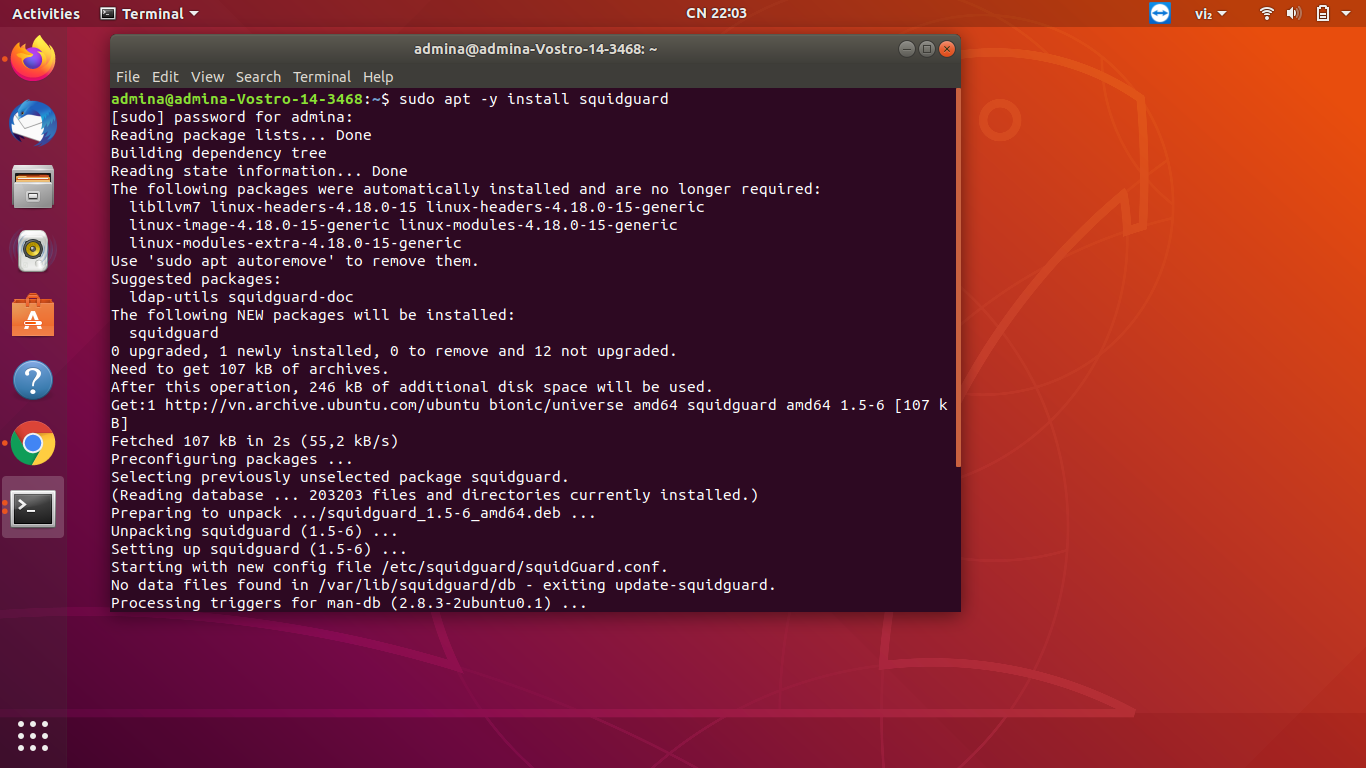 Activities Terminal CN 22:03 vi₂
admina@admina-Vostro-14-3468: ~
File Edit View Search Terminal Help
admina@admina-Vostro-14-3468:~$ sudo apt -y install squidguard
[sudo] password for admina:
Reading package lists... Done
Building dependency tree
Reading state information... Done
The following packages were automatically installed and are no longer required:
  libllvm7 linux-headers-4.18.0-15 linux-headers-4.18.0-15-generic
  linux-image-4.18.0-15-generic linux-modules-4.18.0-15-generic
  linux-modules-extra-4.18.0-15-generic
Use 'sudo apt autoremove' to remove them.
Suggested packages:
  ldap-utils squidguard-doc
The following NEW packages will be installed:
  squidguard
0 upgraded, 1 newly installed, 0 to remove and 12 not upgraded.
Need to get 107 kB of archives.
After this operation, 246 kB of additional disk space will be used.
Get:1 http://vn.archive.ubuntu.com/ubuntu bionic/universe amd64 squidguard amd64 1.5-6 [107 k
B]
Fetched 107 kB in 2s (55,2 kB/s)
Preconfiguring packages ...
Selecting previously unselected package squidguard.
(Reading database ... 203203 files and directories currently installed.)
Preparing to unpack .../squidguard_1.5-6_amd64.deb ...
Unpacking squidguard (1.5-6) ...
Setting up squidguard (1.5-6) ...
Starting with new config file /etc/squidguard/squidGuard.conf.
No data files found in /var/lib/squidguard/db - exiting update-squidguard.
Processing triggers for man-db (2.8.3-2ubuntu0.1) ...